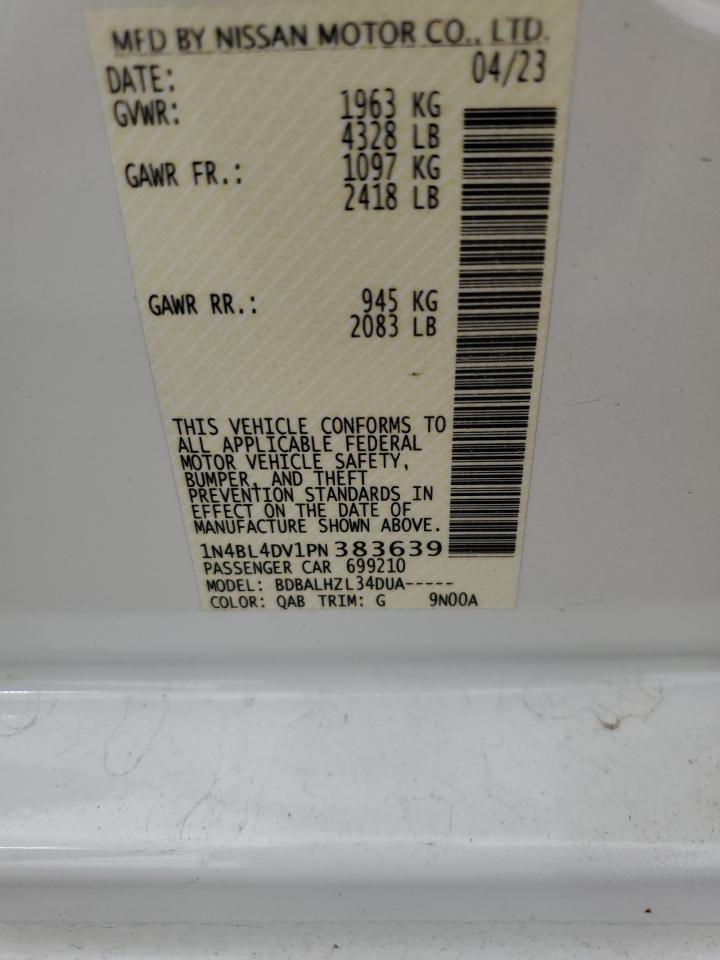 MFD BY NISSAN MOTOR CO., LTD.
DATE: 04/23
GVWR: 1963 KG
4328 LB
GAWR FR.: 1097 KG
2418 LB
GAWR RR.: 945 KG
2083 LB
THIS VEHICLE CONFORMS TO
ALL APPLICABLE FEDERAL
MOTOR VEHICLE SAFETY,
BUMPER, AND THEFT
PREVENTION STANDARDS IN
EFFECT ON THE DATE OF
MANUFACTURE SHOWN ABOVE.
1N4BL4DV1PN383639
PASSENGER CAR 699210
MODEL: BDBALHZL34DUA-----
COLOR: QAB TRIM: G 9N00A